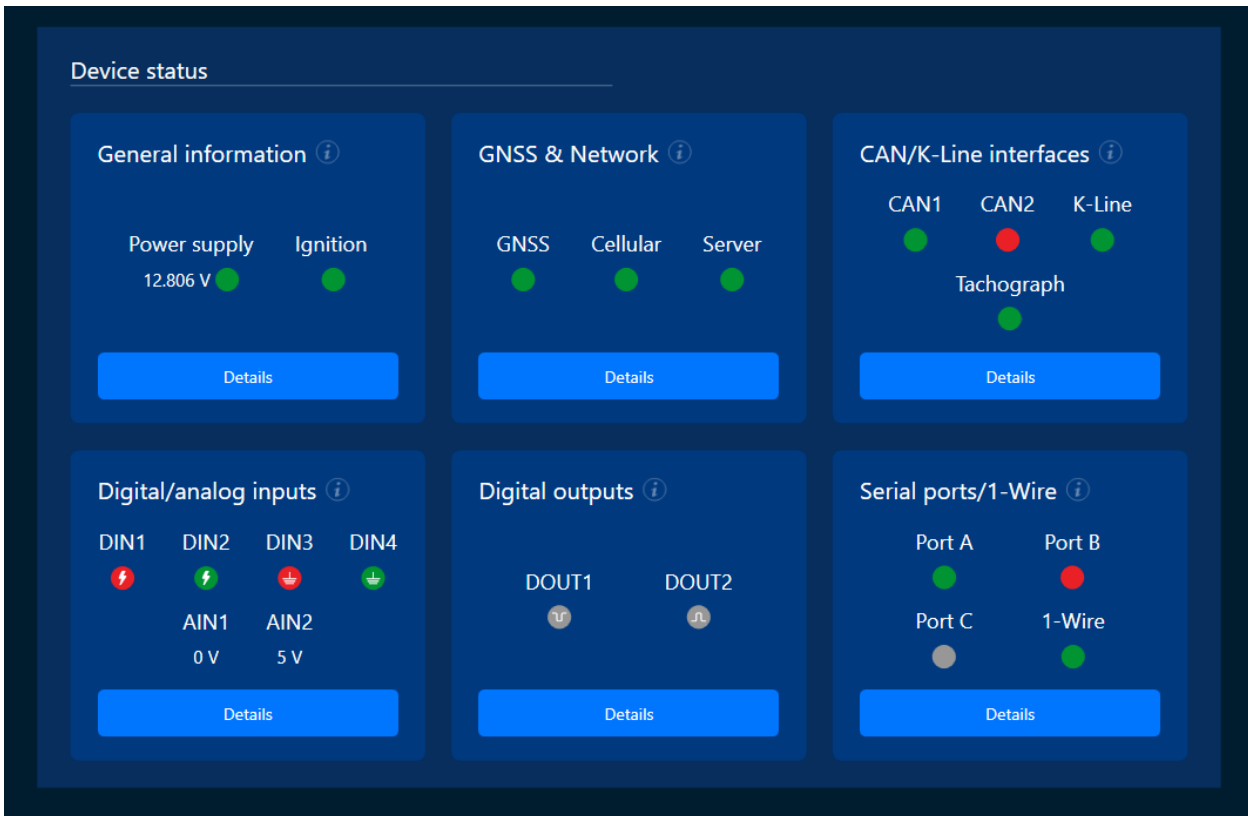 Device status
General information
GNSS & Network
CAN/K-Line interfaces
CAN1 CAN2 K-Line
Power supply Ignition
GNSS Cellular Server
12.806 V
Tachograph
Details
Details
Details
Digital/analog inputs
Digital outputs
Serial ports/1-Wire
DIN1 DIN2 DIN3 DIN4
Port A Port B
DOUT1 DOUT2
AIN1 AIN2
Port C 1-Wire
0 V 5 V
Details
Details
Details